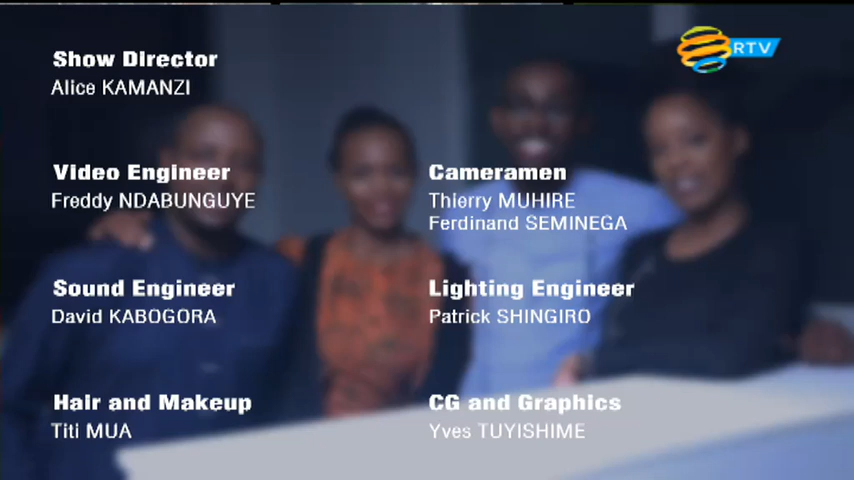 RTV
Show Director
Alice KAMANZI
Video Engineer
Freddy NDABUNGUYE
Cameramen
Thierry MUHIRE
Ferdinand SEMINEGA
Sound Engineer
David KABOGORA
Lighting Engineer
Patrick SHINGIRO
Hair and Makeup
Titi MUA
CG and Graphics
Yves TUYISHIME